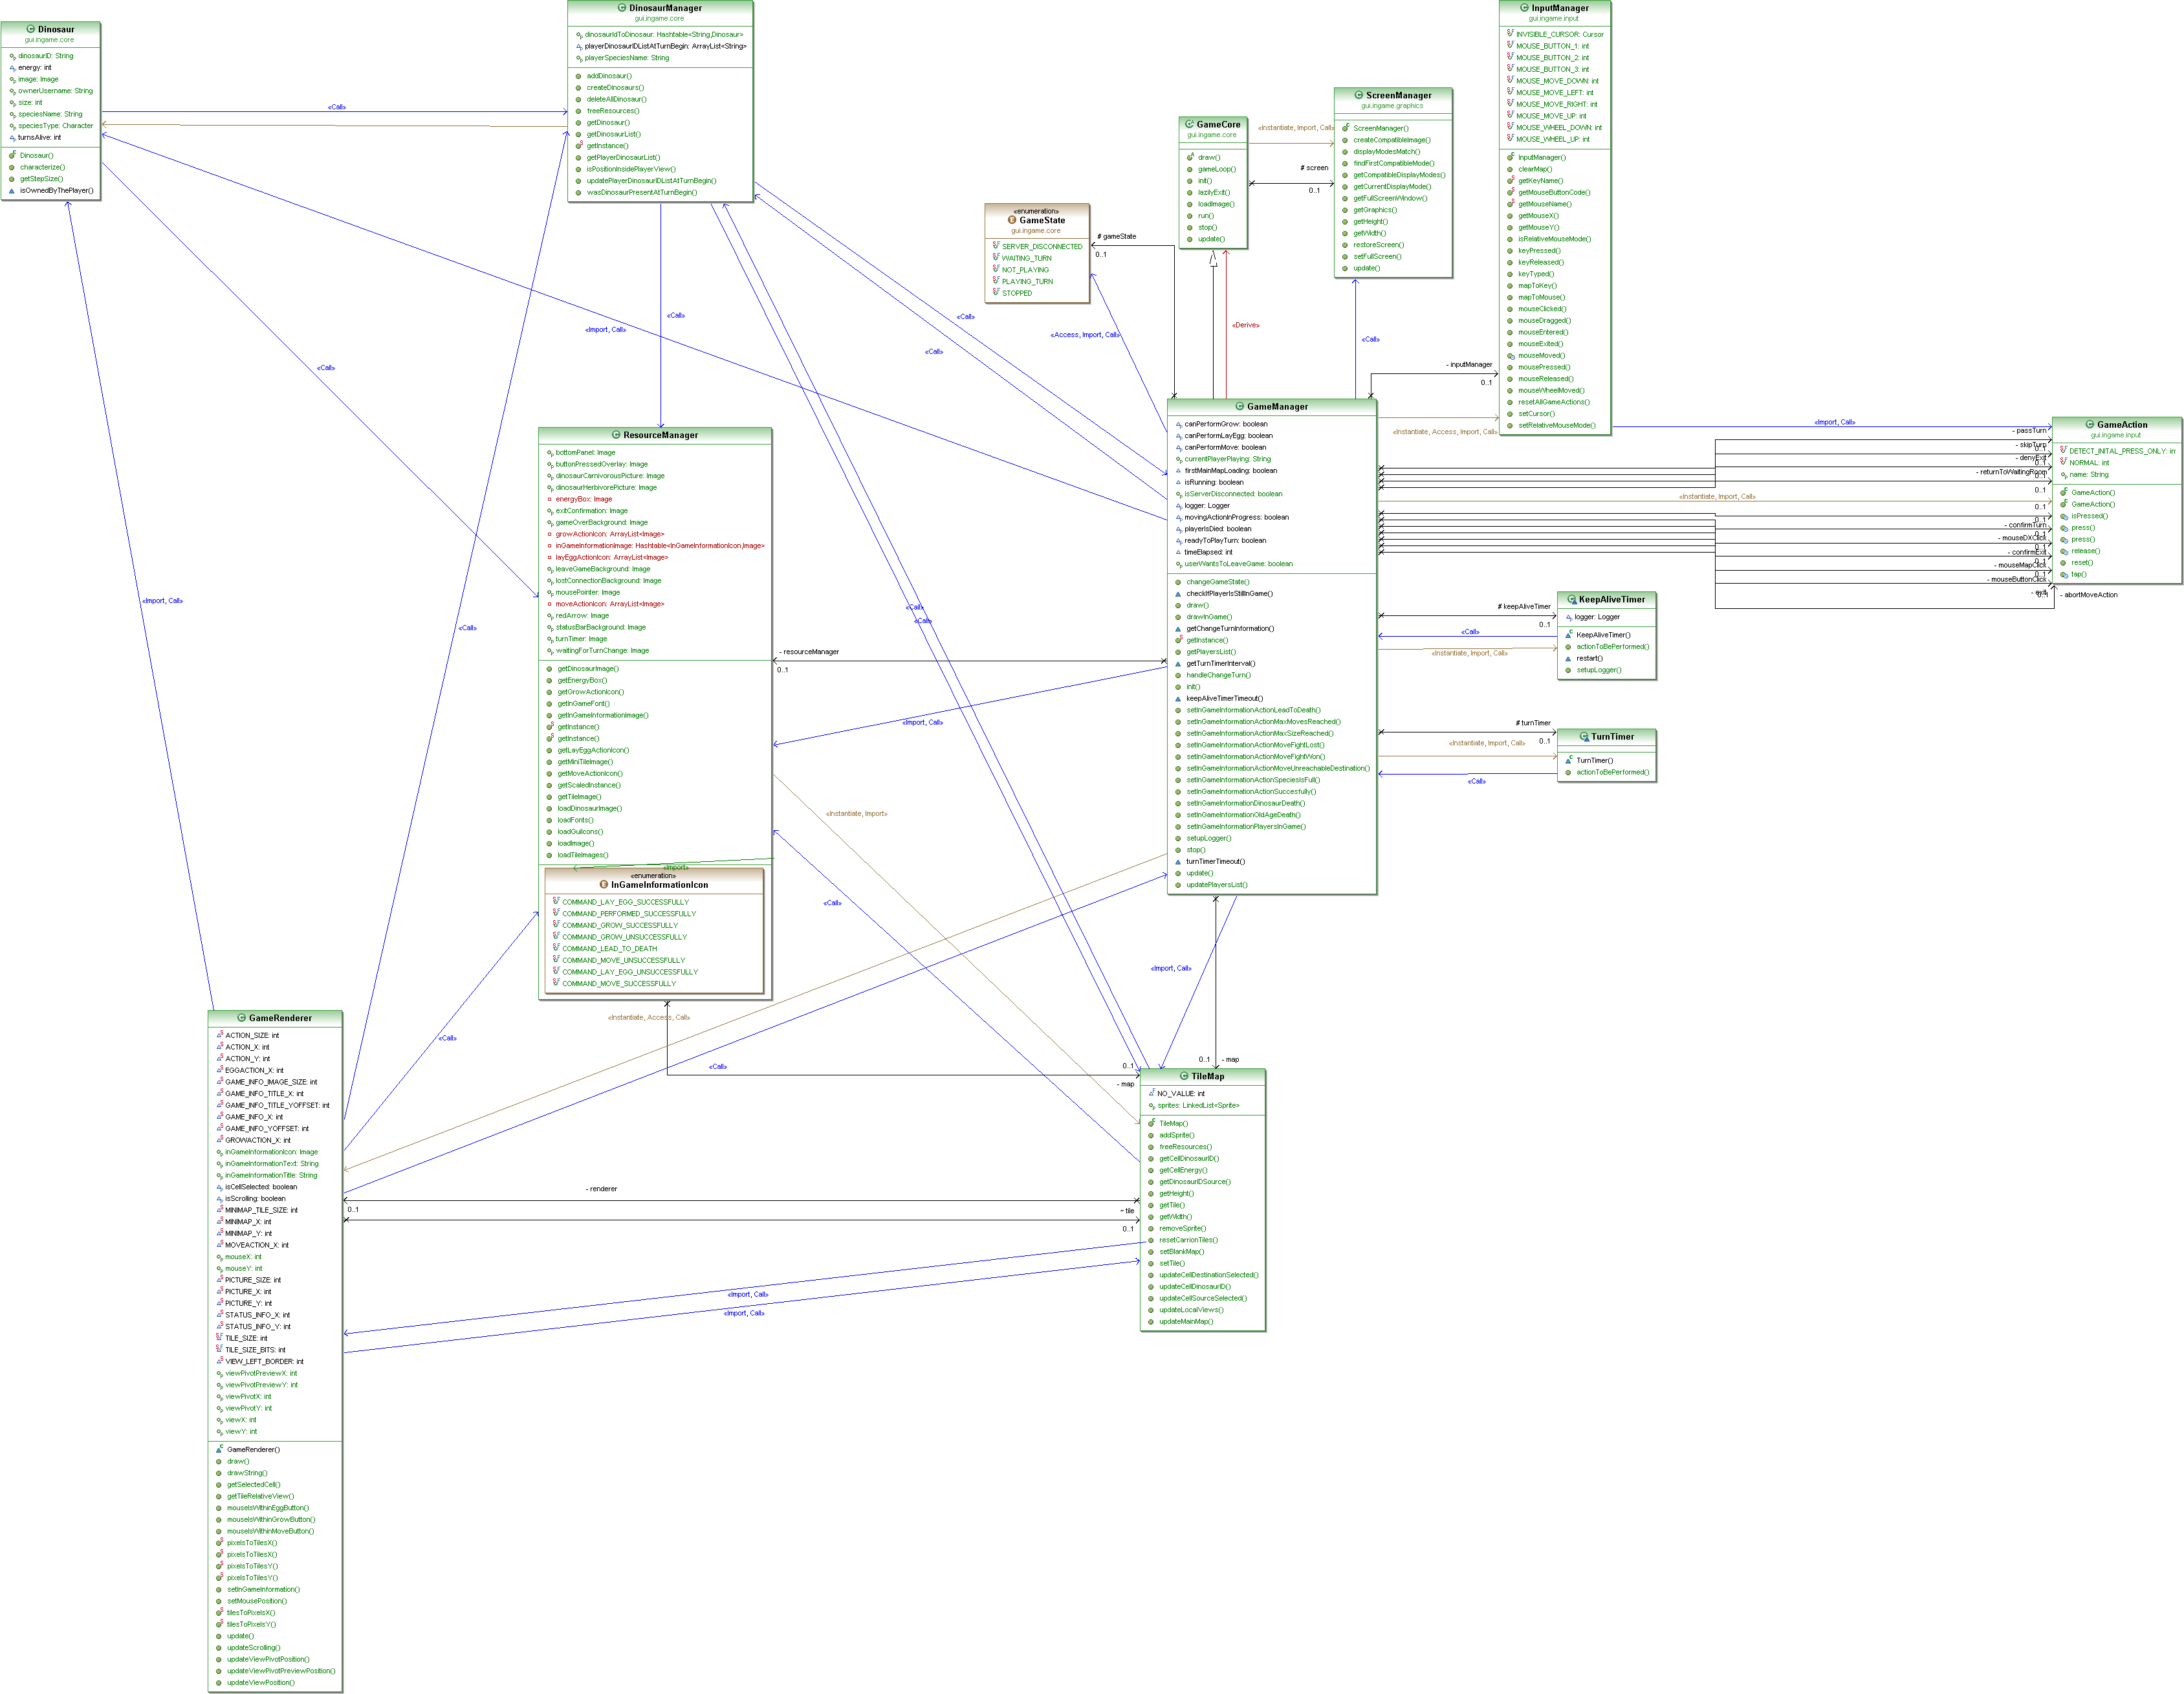 Dinosaur
gui.ingame.core
dinosaurID: String
energy: int
image: Image
ownerUsername: String
size: int
speciesName: String
speciesType: Character
turnsAlive: int
Dinosaur()
characterize()
getStepSize()
isOwnedByThePlayer()
DinosaurManager
gui.ingame.core
dinosaurIdToDinosaur: Hashtable<String,Dinosaur>
playerDinosaurIDListAtTurnBegin: ArrayList<String>
playerSpeciesName: String
addDinosaur()
createDinosaurs()
deleteAllDinosaur()
freeResources()
getDinosaur()
getDinosaurList()
getInstance()
getPlayerDinosaurList()
isPositionInsidePlayerView()
updatePlayerDinosaurIDListAtTurnBegin()
wasDinosaurPresentAtTurnBegin()
GameCore
gui.ingame.core
draw()
gameLoop()
init()
lazilyExit()
loadImage()
run()
stop()
update()
ScreenManager
gui.ingame.graphics
ScreenManager()
createCompatibleImage()
displayModesMatch()
findFirstCompatibleMode()
getCompatibleDisplayModes()
getCurrentDisplayMode()
getFullScreenWindow()
getGraphics()
getHeight()
getWidth()
restoreScreen()
setFullScreen()
update()
InputManager
gui.ingame.input
INVISIBLE_CURSOR: Cursor
MOUSE_BUTTON_1: int
MOUSE_BUTTON_2: int
MOUSE_BUTTON_3: int
MOUSE_MOVE_DOWN: int
MOUSE_MOVE_LEFT: int
MOUSE_MOVE_RIGHT: int
MOUSE_MOVE_UP: int
MOUSE_WHEEL_DOWN: int
MOUSE_WHEEL_UP: int
InputManager()
clearMap()
getKeyName()
getMouseButtonCode()
getMouseName()
getMouseX()
getMouseY()
isRelativeMouseMode()
keyPressed()
keyReleased()
keyTyped()
mapToKey()
mapToMouse()
mouseClicked()
mouseDragged()
mouseEntered()
mouseExited()
mouseMoved()
mousePressed()
mouseReleased()
mouseWheelMoved()
resetAllGameActions()
setCursor()
setRelativeMouseMode()
«enumeration»
GameState
gui.ingame.core
SERVER_DISCONNECTED
WAITING_TURN
NOT_PLAYING
PLAYING_TURN
STOPPED
«Call»
«Instantiate, Import, Call»
# screen
0..1
# gameState
0..1
«Call»
«Import, Call»
«Call»
«Call»
«Call»
«Access, Import, Call»
«Derive»
«Call»
- inputManager
0..1
«Instantiate, Access, Import, Call»
«Import, Call»
GameAction
gui.ingame.input
DETECT_INITAL_PRESS_ONLY: int
NORMAL: int
name: String
GameAction()
GameAction()
isPressed()
press()
press()
release()
reset()
tap()
- passTurn
- skipTurn
- denyExit
- returnToWaitingRoom
0..1
«Instantiate, Import, Call»
- confirmTurn
- mouseDXClick
- confirmExit
- mouseMapClick
- mouseButtonClick
- abortMoveAction
GameManager
canPerformGrow: boolean
canPerformLayEgg: boolean
canPerformMove: boolean
currentPlayerPlaying: String
firstMainMapLoading: boolean
isRunning: boolean
isServerDisconnected: boolean
logger: Logger
movingActionInProgress: boolean
playerIsDied: boolean
readyToPlayTurn: boolean
timeElapsed: int
userWantsToLeaveGame: boolean
changeGameState()
checkIfPlayerIsStillInGame()
draw()
drawInGame()
getChangeTurnInformation()
getInstance()
getPlayersList()
getTurnTimerInterval()
handleChangeTurn()
init()
keepAliveTimerTimeout()
setInGameInformationActionLeadToDeath()
setInGameInformationActionMaxMovesReached()
setInGameInformationActionMaxSizeReached()
setInGameInformationActionMoveFightLost()
setInGameInformationActionMoveFightWon()
setInGameInformationActionMoveUnreachableDestination()
setInGameInformationActionSpeciesIsFull()
setInGameInformationActionSuccesfully()
setInGameInformationDinosaurDeath()
setInGameInformationOldAgeDeath()
setInGameInformationPlayersInGame()
setupLogger()
stop()
turnTimerTimeout()
update()
updatePlayersList()
ResourceManager
bottomPanel: Image
buttonPressedOverlay: Image
dinosaurCarnivorousPicture: Image
dinosaurHerbivorePicture: Image
energyBox: Image
exitConfirmation: Image
gameOverBackground: Image
growActionIcon: ArrayList<Image>
inGameInformationImage: Hashtable<InGameInformationIcon,Image>
layEggActionIcon: ArrayList<Image>
leaveGameBackground: Image
lostConnectionBackground: Image
mousePointer: Image
moveActionIcon: ArrayList<Image>
redArrow: Image
statusBarBackground: Image
turnTimer: Image
waitingForTurnChange: Image
getDinosaurImage()
getEnergyBox()
getGrowActionIcon()
getInGameFont()
getInGameInformationImage()
getInstance()
getInstance()
getLayEggActionIcon()
getMiniTileImage()
getMoveActionIcon()
getScaledInstance()
getTileImage()
loadDinosaurImage()
loadFonts()
loadGuiIcons()
loadImage()
loadTileImages()
«Import»
«enumeration»
InGameInformationIcon
COMMAND_LAY_EGG_SUCCESSFULLY
COMMAND_PERFORMED_SUCCESSFULLY
COMMAND_GROW_SUCCESSFULLY
COMMAND_GROW_UNSUCCESSFULLY
COMMAND_LEAD_TO_DEATH
COMMAND_MOVE_UNSUCCESSFULLY
COMMAND_LAY_EGG_UNSUCCESSFULLY
COMMAND_MOVE_SUCCESSFULLY
KeepAliveTimer
logger: Logger
KeepAliveTimer()
actionToBePerformed()
restart()
setupLogger()
# keepAliveTimer
0..1
«Call»
«Instantiate, Import, Call»
TurnTimer
TurnTimer()
actionToBePerformed()
# turnTimer
0..1
«Instantiate, Import, Call»
«Call»
«Import, Call»
«Call»
«Call»
«Call»
- resourceManager
0..1
«Import, Call»
«Instantiate, Import»
«Call»
«Import, Call»
«Instantiate, Access, Call»
«Call»
«Call»
0..1
- map
0..1 - map
GameRenderer
ACTION_SIZE: int
ACTION_X: int
ACTION_Y: int
EGGACTION_X: int
GAME_INFO_IMAGE_SIZE: int
GAME_INFO_TITLE_X: int
GAME_INFO_TITLE_YOFFSET: int
GAME_INFO_X: int
GAME_INFO_YOFFSET: int
GROWACTION_X: int
inGameInformationIcon: Image
inGameInformationText: String
inGameInformationTitle: String
isCellSelected: boolean
isScrolling: boolean
MINIMAP_TILE_SIZE: int
MINIMAP_X: int
MINIMAP_Y: int
MOVEACTION_X: int
mouseX: int
mouseY: int
PICTURE_SIZE: int
PICTURE_X: int
PICTURE_Y: int
STATUS_INFO_X: int
STATUS_INFO_Y: int
TILE_SIZE: int
TILE_SIZE_BITS: int
VIEW_LEFT_BORDER: int
viewPivotPreviewX: int
viewPivotPreviewY: int
viewPivotX: int
viewPivotY: int
viewX: int
viewY: int
GameRenderer()
draw()
drawString()
getSelectedCell()
getTileRelativeView()
mouseIsWithinEggButton()
mouseIsWithinGrowButton()
mouseIsWithinMoveButton()
pixelsToTilesX()
pixelsToTilesX()
pixelsToTilesY()
pixelsToTilesY()
setInGameInformation()
setMousePosition()
tilesToPixelsX()
tilesToPixelsY()
update()
updateScrolling()
updateViewPivotPosition()
updateViewPivotPreviewPosition()
updateViewPosition()
TileMap
NO_VALUE: int
sprites: LinkedList<Sprite>
TileMap()
addSprite()
freeResources()
getCellDinosaurID()
getCellEnergy()
getDinosaurIDSource()
getHeight()
getTile()
getWidth()
removeSprite()
resetCarrionTiles()
setBlankMap()
setTile()
updateCellDestinationSelected()
updateCellDinosaurID()
updateCellSourceSelected()
updateLocalViews()
updateMainMap()
- renderer
0..1
~ tile
0..1
«Import, Call»
«Import, Call»